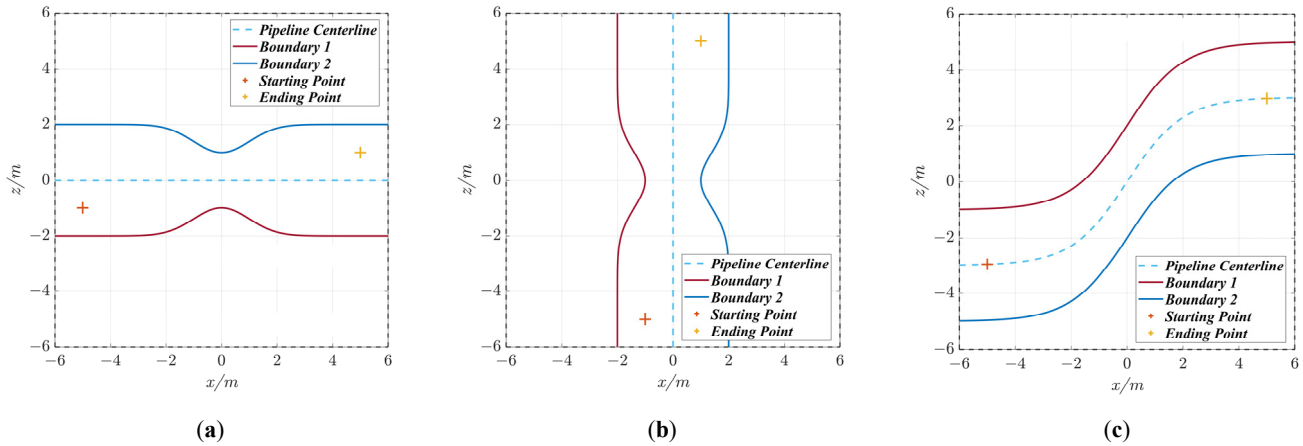 Pipeline Centerline
Boundary 1
Boundary 2
Starting Point
Ending Point
6
4
2
0
−2
−4
−6
z/m
−6 −4 −2 0 2 4 6
x/m
(a)
6
4
2
0
−2
−4
−6
z/m
Pipeline Centerline
Boundary 1
Boundary 2
Starting Point
Ending Point
−6 −4 −2 0 2 4 6
x/m
(b)
6
4
2
0
−2
−4
−6
z/m
Pipeline Centerline
Boundary 1
Boundary 2
Starting Point
Ending Point
−6 −4 −2 0 2 4 6
x/m
(c)